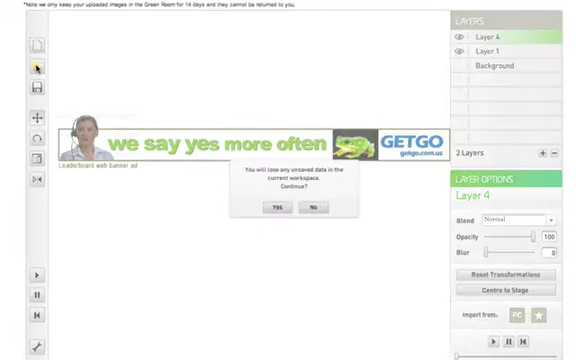 *Note we only keep your uploaded images in the Green Room for 14 days and they cannot be returned to you.
LAYERS
Layer 4
Layer 1
Background
we say yes more often
GETGO
getgo.com.us
Leaderboard web banner ad
You will lose any unsaved data in the
current workspace.
Continue?
Yes
No
2 Layers
LAYER OPTIONS
Layer 4
Blend
Normal
Opacity
100
Blur
0
Reset Transformations
Centre to Stage
Import from:
PC